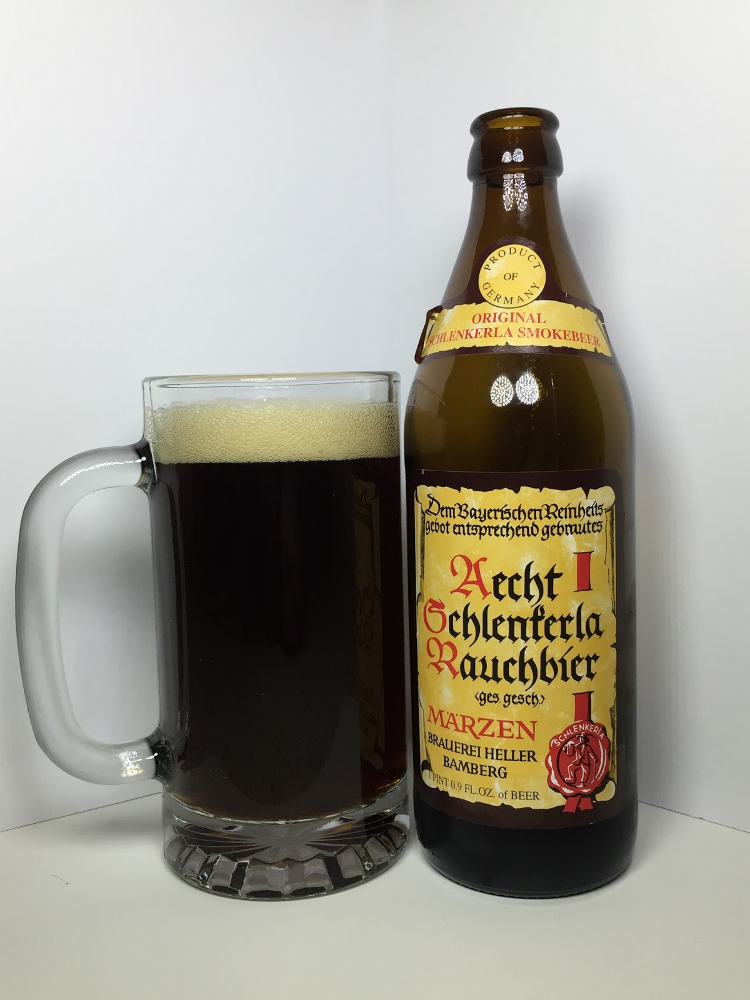 PRODUCT
OF
GERMANY
ORIGINAL
SCHLENKERLA SMOKEBEER
Dem Bayerischen Reinheits-
gebot entsprechend gebrautes
Aecht
Schlenkerla
Rauchbier
<ges. gesch.>
MÄRZEN
BRAUEREI HELLER
BAMBERG
1 PINT 0.9 FL.OZ. of BEER
SCHLENKERLA